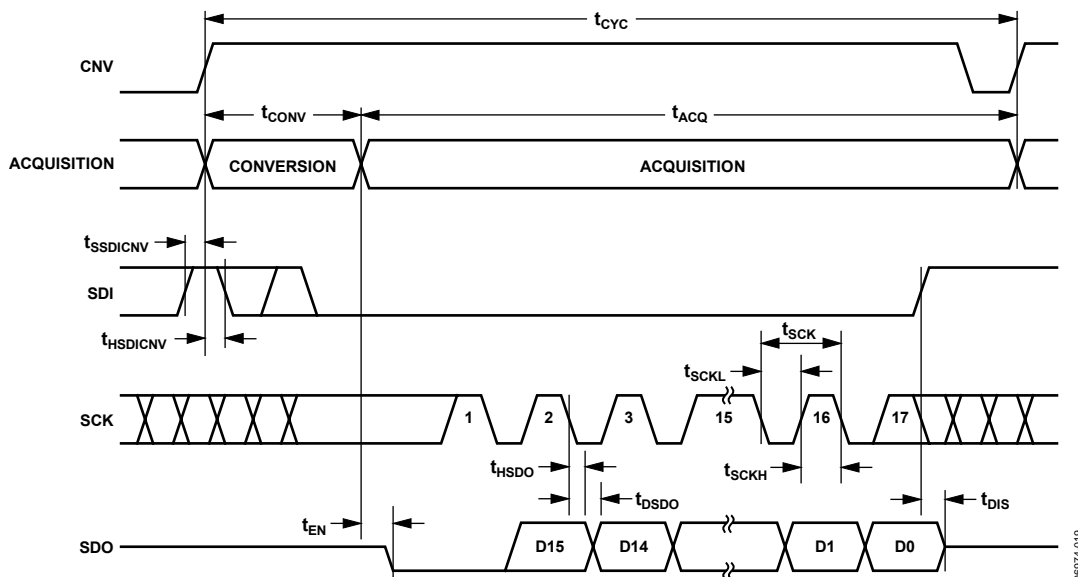 tCYC
CNV
tCONV
tACQ
ACQUISITION
CONVERSION
ACQUISITION
tSSDICNV
SDI
tHSDICNV
tSCK
tSCKL
SCK
1
2
3
15
16
17
tHSDO
tSCKH
tDSDO
tEN
tDIS
SDO
D15
D14
D1
D0